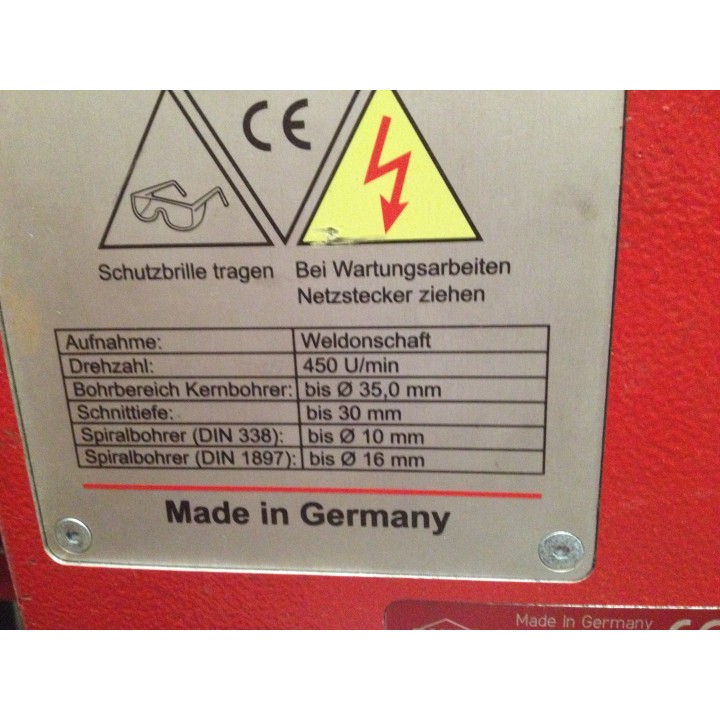 CE
Schutzbrille tragen
Bei Wartungsarbeiten
Netzstecker ziehen
Aufnahme: Weldonschaft
Drehzahl: 450 U/min
Bohrbereich Kernbohrer: bis Ø 35,0 mm
Schnittiefe: bis 30 mm
Spiralbohrer (DIN 338): bis Ø 10 mm
Spiralbohrer (DIN 1897): bis Ø 16 mm
Made in Germany
Made In Germany